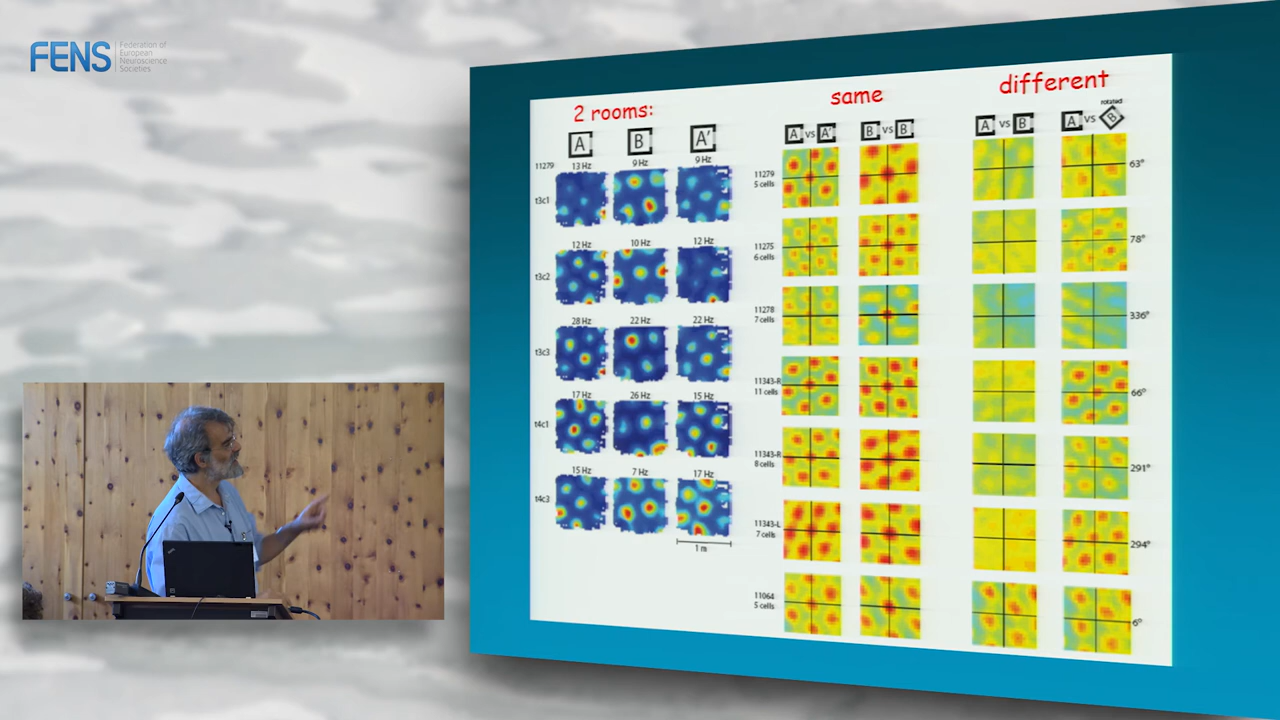 FENS
Federation of
European
Neuroscience
Societies
2 rooms:
same
different
A
B
A'
A vs A'
B vs B'
A vs B
A vs B
rotated
11279
13 Hz
9 Hz
9 Hz
t3c1
12 Hz
10 Hz
12 Hz
t3c2
28 Hz
22 Hz
22 Hz
t3c3
17 Hz
26 Hz
15 Hz
t4c1
15 Hz
7 Hz
17 Hz
t4c3
1 m
11279
5 cells
63°
11275
6 cells
78°
11278
7 cells
336°
11343-R
11 cells
66°
11343-R
8 cells
291°
11343-L
7 cells
294°
11064
5 cells
6°